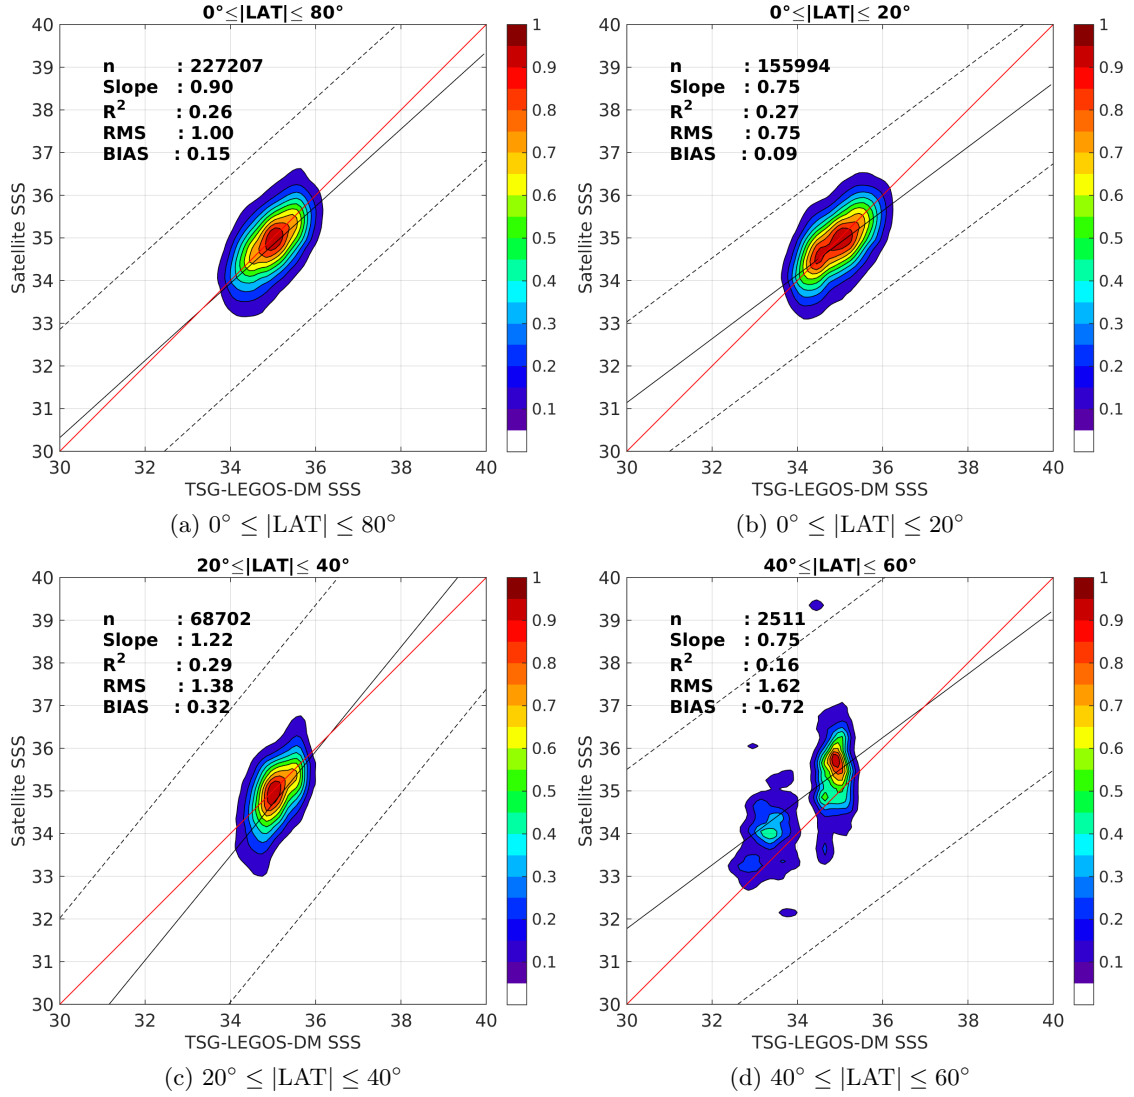 0°≤|LAT|≤ 80°
n : 227207
Slope : 0.90
R2 : 0.26
RMS : 1.00
BIAS : 0.15
40
39
38
37
36
35
34
33
32
31
30
Satellite SSS
30 32 34 36 38 40
TSG-LEGOS-DM SSS
1
0.9
0.8
0.7
0.6
0.5
0.4
0.3
0.2
0.1
(a) 0° ≤ |LAT| ≤ 80°
0°≤|LAT|≤ 20°
n : 155994
Slope : 0.75
R2 : 0.27
RMS : 0.75
BIAS : 0.09
40
39
38
37
36
35
34
33
32
31
30
Satellite SSS
30 32 34 36 38 40
TSG-LEGOS-DM SSS
1
0.9
0.8
0.7
0.6
0.5
0.4
0.3
0.2
0.1
(b) 0° ≤ |LAT| ≤ 20°
20°≤|LAT|≤ 40°
n : 68702
Slope : 1.22
R2 : 0.29
RMS : 1.38
BIAS : 0.32
40
39
38
37
36
35
34
33
32
31
30
Satellite SSS
30 32 34 36 38 40
TSG-LEGOS-DM SSS
1
0.9
0.8
0.7
0.6
0.5
0.4
0.3
0.2
0.1
(c) 20° ≤ |LAT| ≤ 40°
40°≤|LAT|≤ 60°
n : 2511
Slope : 0.75
R2 : 0.16
RMS : 1.62
BIAS : -0.72
40
39
38
37
36
35
34
33
32
31
30
Satellite SSS
30 32 34 36 38 40
TSG-LEGOS-DM SSS
1
0.9
0.8
0.7
0.6
0.5
0.4
0.3
0.2
0.1
(d) 40° ≤ |LAT| ≤ 60°